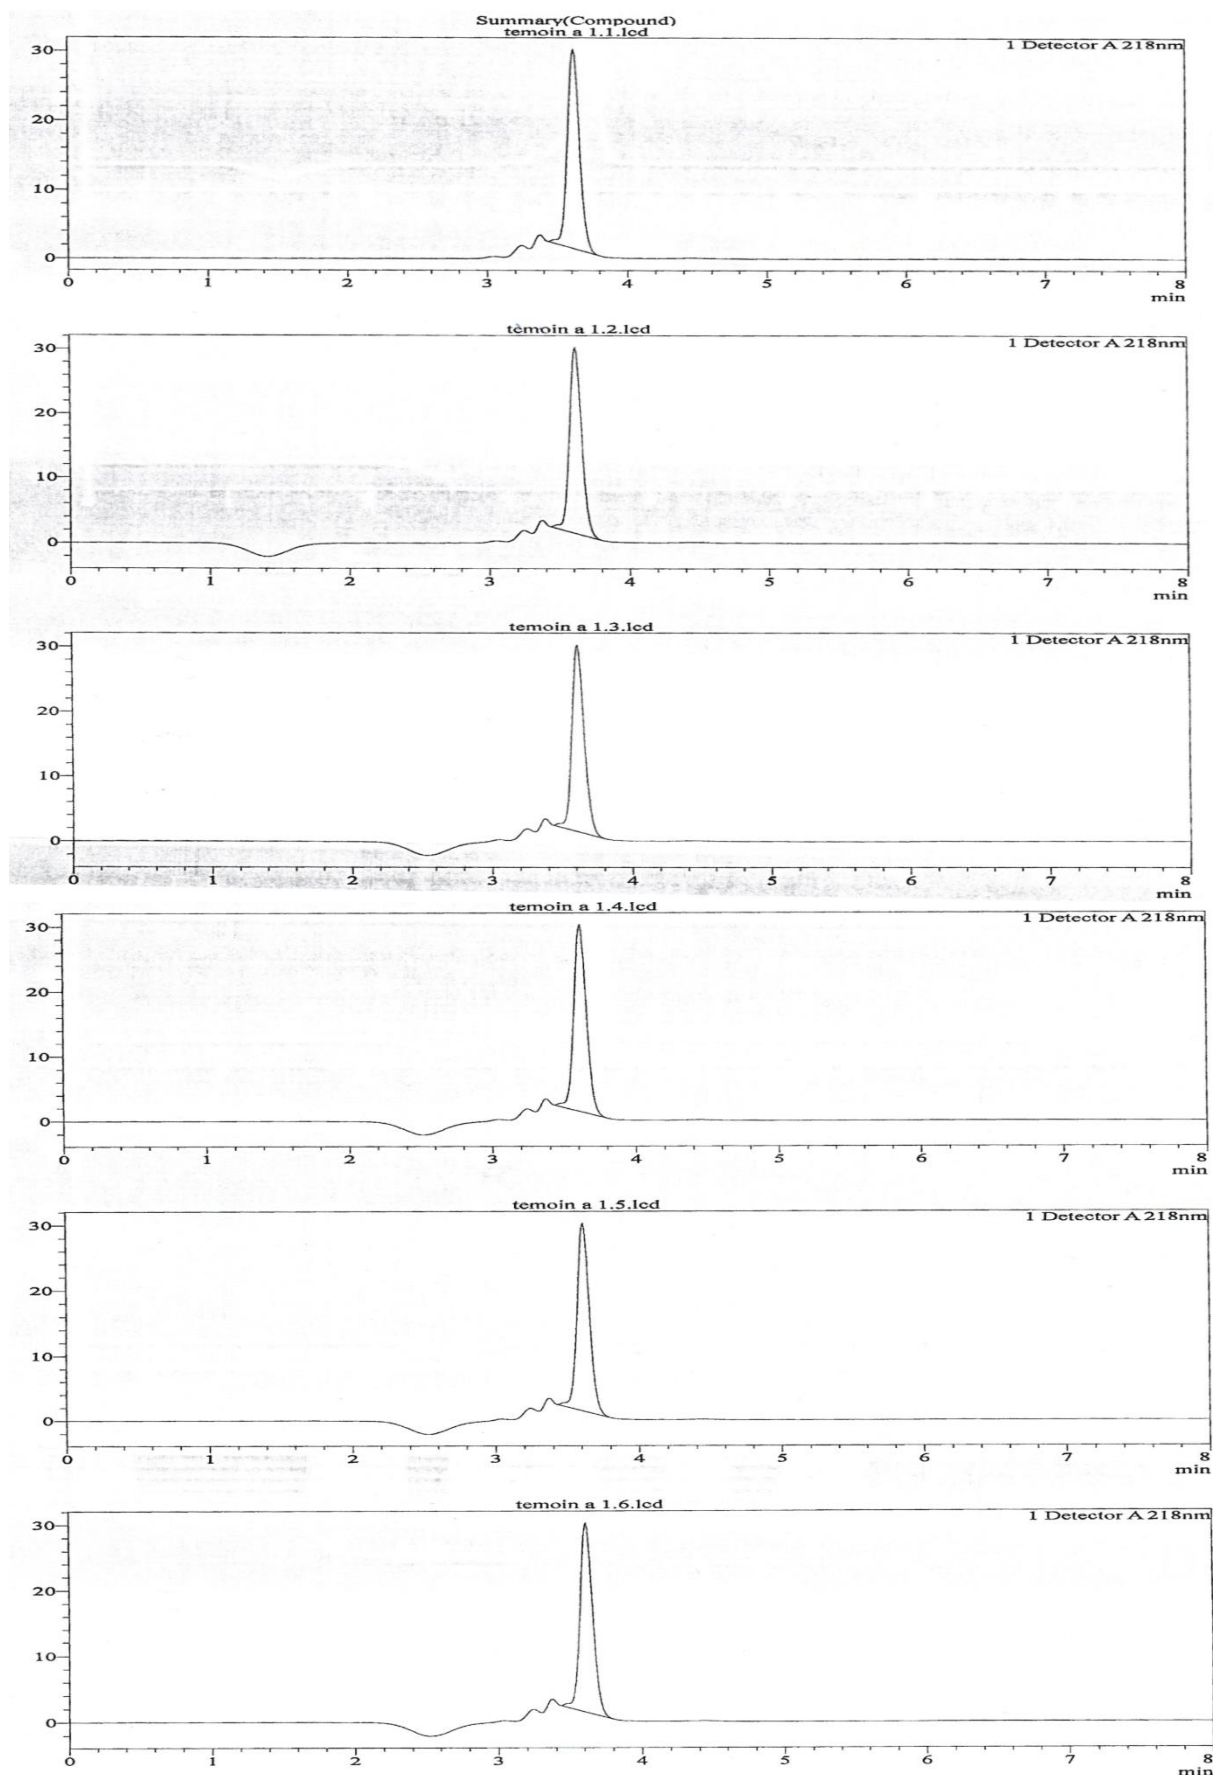 Summary(Compound)
temoin a 1.1.lcd
1 Detector A 218nm
30
20
10
0
0 1 2 3 4 5 6 7 8
min
temoin a 1.2.lcd
1 Detector A 218nm
30
20
10
0
0 1 2 3 4 5 6 7 8
min
temoin a 1.3.lcd
1 Detector A 218nm
30
20
10
0
0 1 2 3 4 5 6 7 8
min
temoin a 1.4.lcd
1 Detector A 218nm
30
20
10
0
0 1 2 3 4 5 6 7 8
min
temoin a 1.5.lcd
1 Detector A 218nm
30
20
10
0
0 1 2 3 4 5 6 7 8
min
temoin a 1.6.lcd
1 Detector A 218nm
30
20
10
0
0 1 2 3 4 5 6 7 8
min